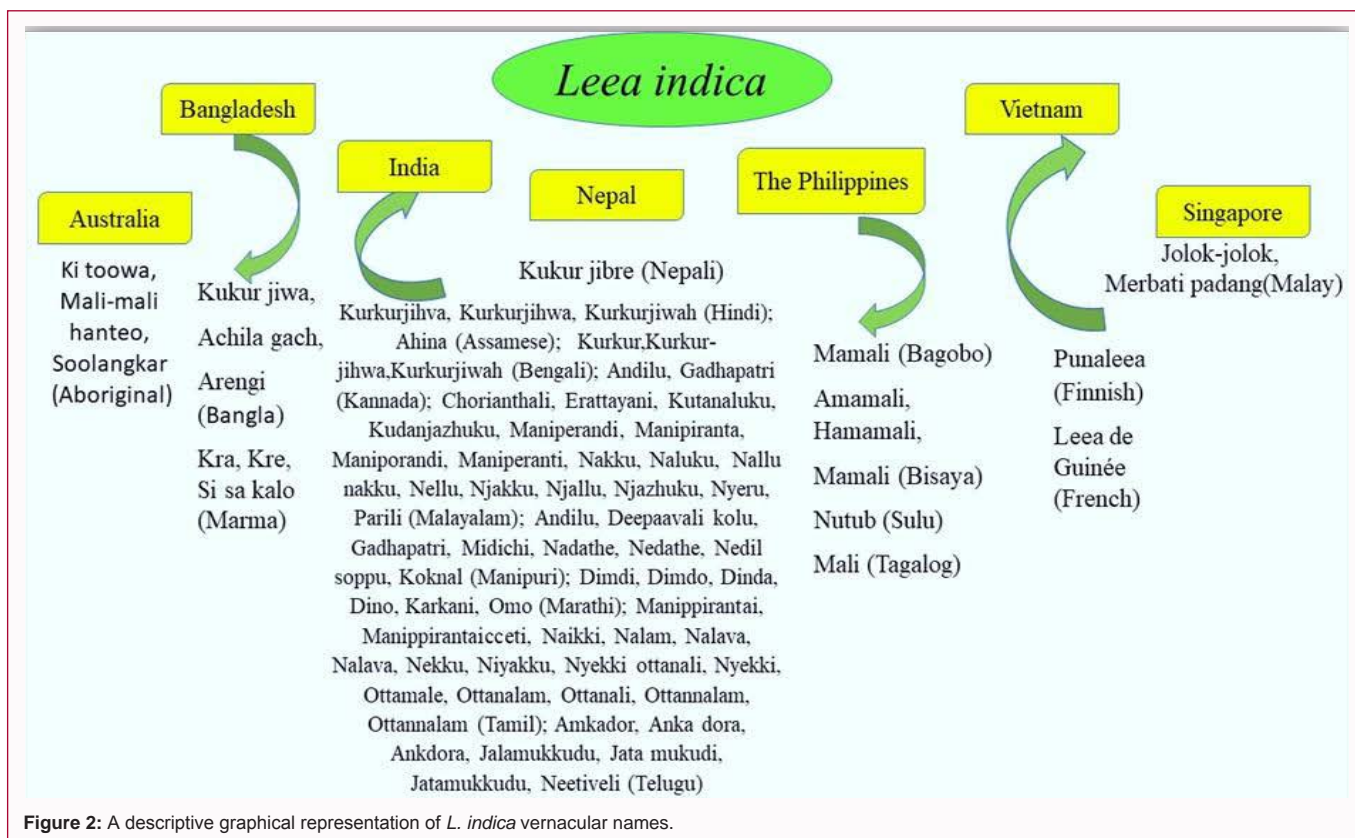 Leea indica
Bangladesh
Vietnam
India
The Philippines
Nepal
Australia
Singapore
Ki toowa,
Mali-mali
hanteo,
Soolangkar
(Aboriginal)
Kukur jiwa,
Achila gach,
Arengi
(Bangla)
Kra, Kre,
Si sa kalo
(Marma)
Kukur jibre (Nepali)
Kurkurjihva, Kurkurjihwa, Kurkurjiwah (Hindi);
Ahina (Assamese); Kurkur,Kurkur-
jihwa,Kurkurjiwah (Bengali); Andilu, Gadhapatri
(Kannada); Chorianthali, Erattayani, Kutanaluku,
Kudanjazhuku, Maniperandi, Manipiranta,
Maniporandi, Maniperanti, Nakku, Naluku, Nallu
nakku, Nellu, Njakku, Njallu, Njazhuku, Nyeru,
Parili (Malayalam); Andilu, Deepaavali kolu,
Gadhapatri, Midichi, Nadathe, Nedathe, Nedil
soppu, Koknal (Manipuri); Dimdi, Dimdo, Dinda,
Dino, Karkani, Omo (Marathi); Manippirantai,
Manippirantaicceti, Naikki, Nalam, Nalava,
Nalava, Nekku, Niyakku, Nyekki ottanali, Nyekki,
Ottamale, Ottanalam, Ottanali, Ottannalam,
Ottannalam (Tamil); Amkador, Anka dora,
Ankdora, Jalamukkudu, Jata mukudi,
Jatamukkudu, Neetiveli (Telugu)
Mamali (Bagobo)
Amamali,
Hamamali,
Mamali (Bisaya)
Nutub (Sulu)
Mali (Tagalog)
Punaleea
(Finnish)
Leea de
Guinée
(French)
Jolok-jolok,
Merbati padang(Malay)
Figure 2: A descriptive graphical representation of L. indica vernacular names.